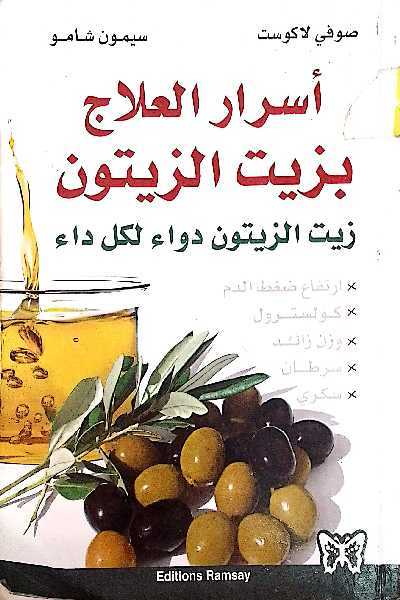 صوفي لاكوست
سيمون شامو
أسرار العلاج
بزيت الزيتون
زيت الزيتون دواء لكل داء
× ارتفاع ضغط الدم
× كولسترول
× وزن زائد
× سرطان
× سكري
Editions Ramsay